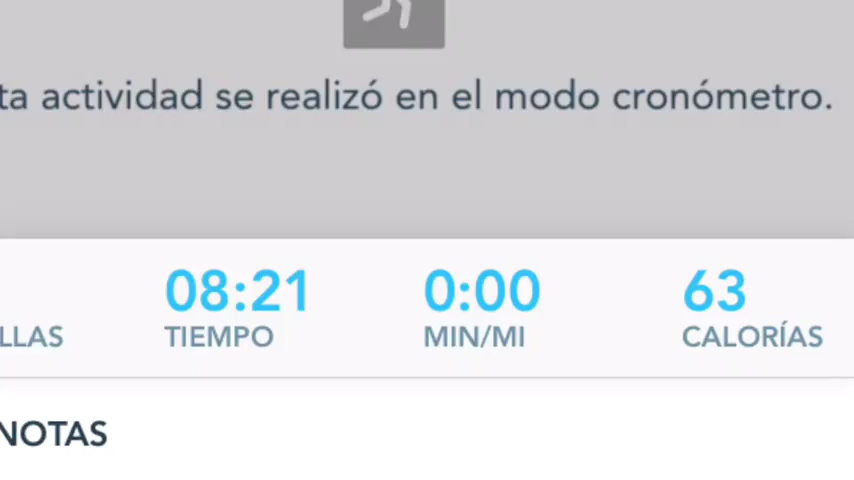 ta actividad se realizó en el modo cronómetro.
08:21 0:00 63
LLAS TIEMPO MIN/MI CALORÍAS
NOTAS